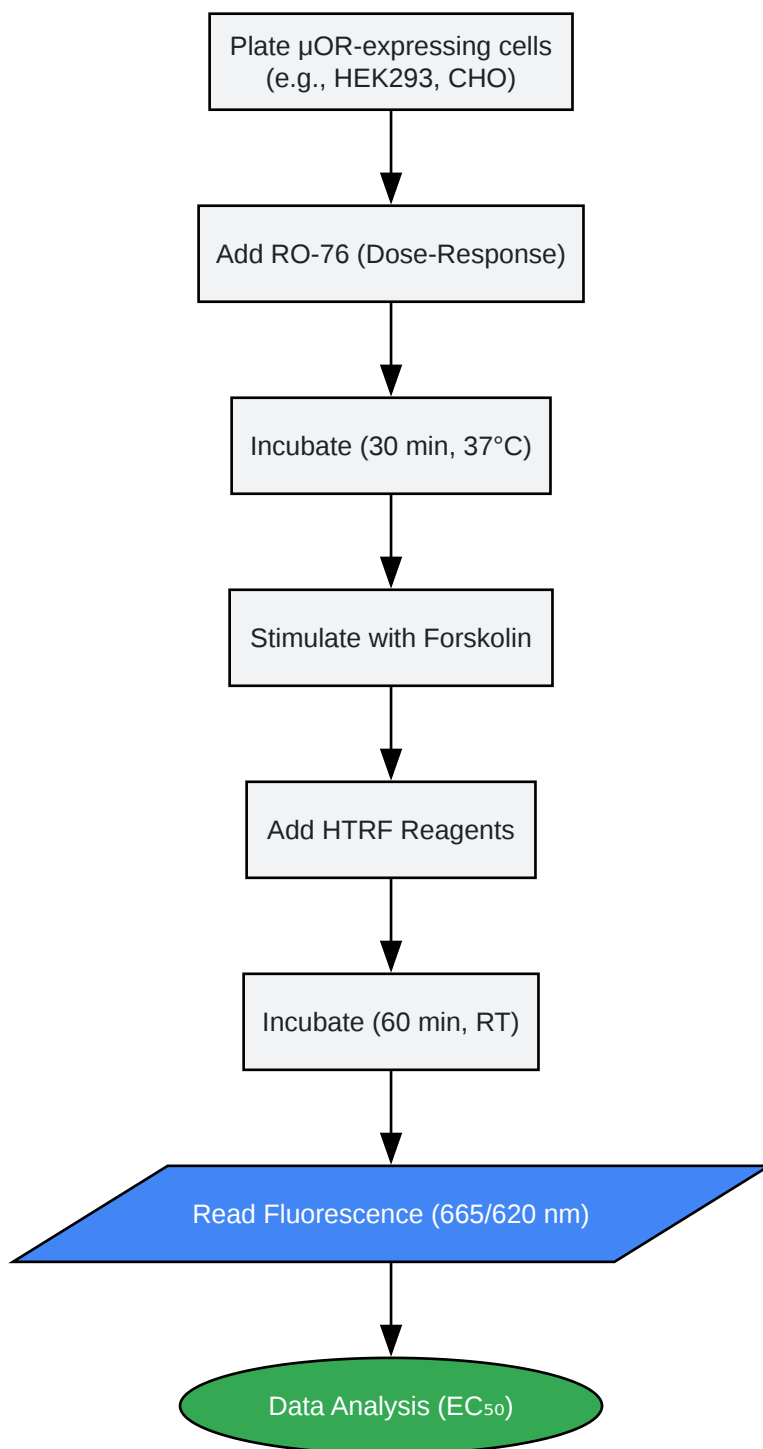 Plate μOR-expressing cells
(e.g., HEK293, CHO)
Add RO-76 (Dose-Response)
Incubate (30 min, 37°C)
Stimulate with Forskolin
Add HTRF Reagents
Incubate (60 min, RT)
Read Fluorescence (665/620 nm)
Data Analysis (EC₅₀)